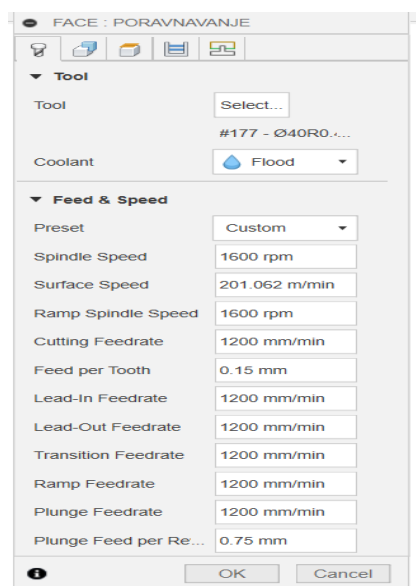 FACE : PORAVNAVANJE
Tool
Tool Select...
#177 - Ø40R0....
Coolant Flood
Feed & Speed
Preset Custom
Spindle Speed 1600 rpm
Surface Speed 201.062 m/min
Ramp Spindle Speed 1600 rpm
Cutting Feedrate 1200 mm/min
Feed per Tooth 0.15 mm
Lead-In Feedrate 1200 mm/min
Lead-Out Feedrate 1200 mm/min
Transition Feedrate 1200 mm/min
Ramp Feedrate 1200 mm/min
Plunge Feedrate 1200 mm/min
Plunge Feed per Re... 0.75 mm
OK Cancel